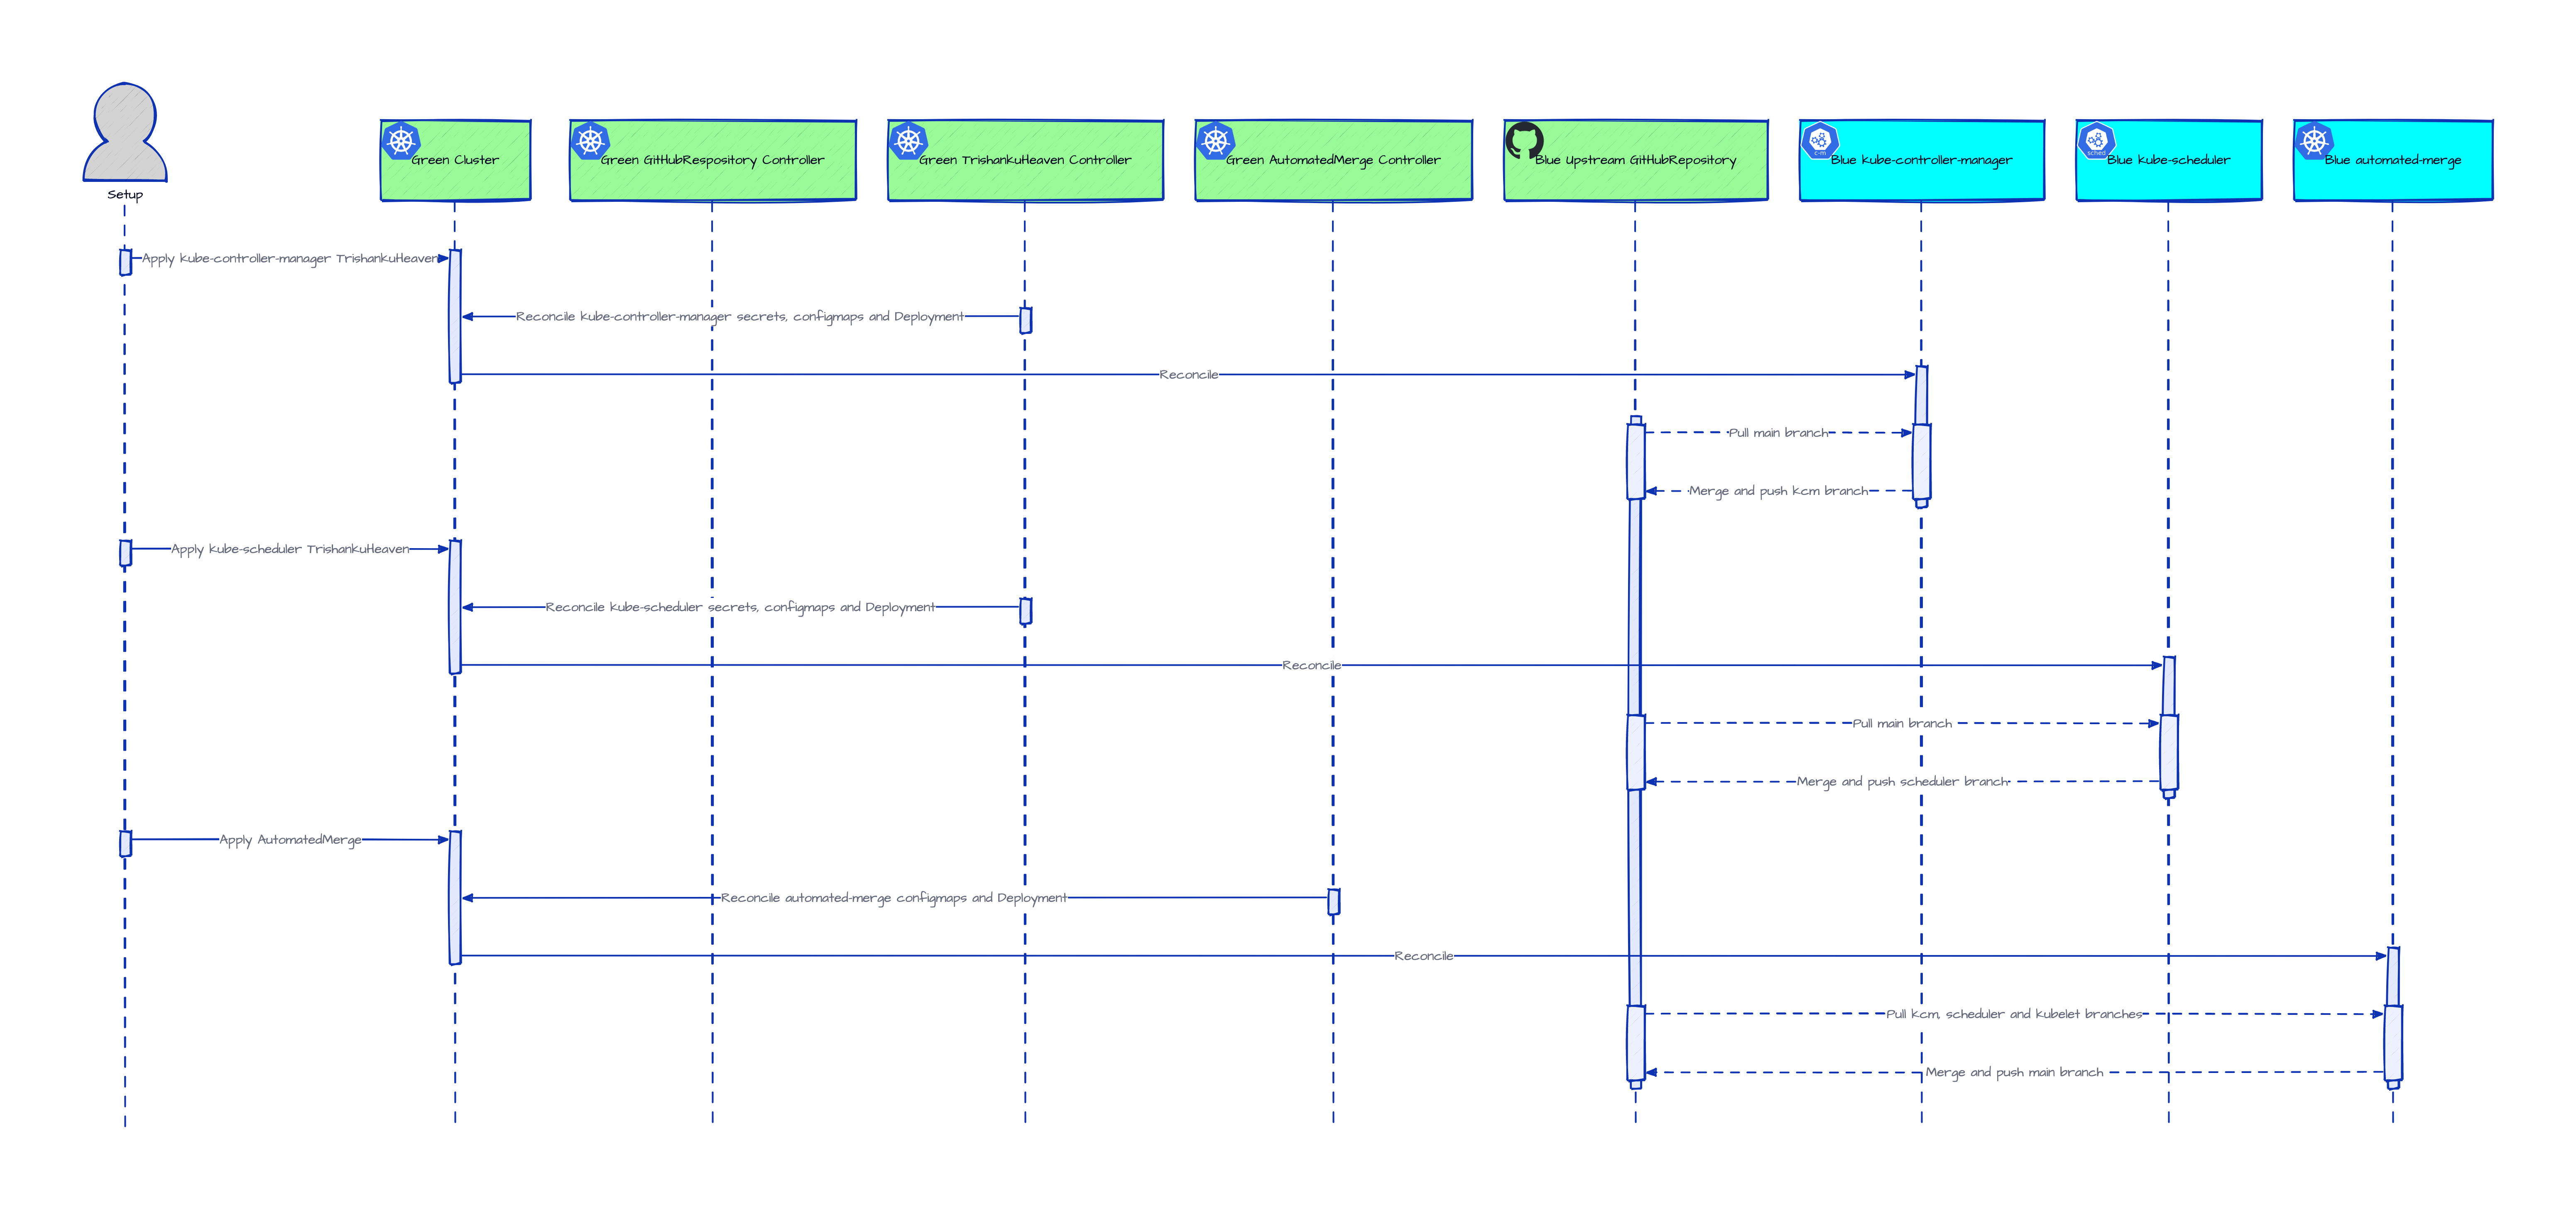 Setup
Green Cluster
Green GitHubRespository Controller
Green TrishankuHeaven Controller
Green AutomatedMerge Controller
Blue Upstream GitHubRepository
c-m
Blue kube-controller-manager
sched
Blue kube-scheduler
Blue automated-merge
Apply kube-controller-manager TrishankuHeaven
Reconcile kube-controller-manager secrets, configmaps and Deployment
Reconcile
Pull main branch
Merge and push kcm branch
Apply kube-scheduler TrishankuHeaven
Reconcile kube-scheduler secrets, configmaps and Deployment
Reconcile
Pull main branch
Merge and push scheduler branch
Apply AutomatedMerge
Reconcile automated-merge configmaps and Deployment
Reconcile
Pull kcm, scheduler and kubelet branches
Merge and push main branch